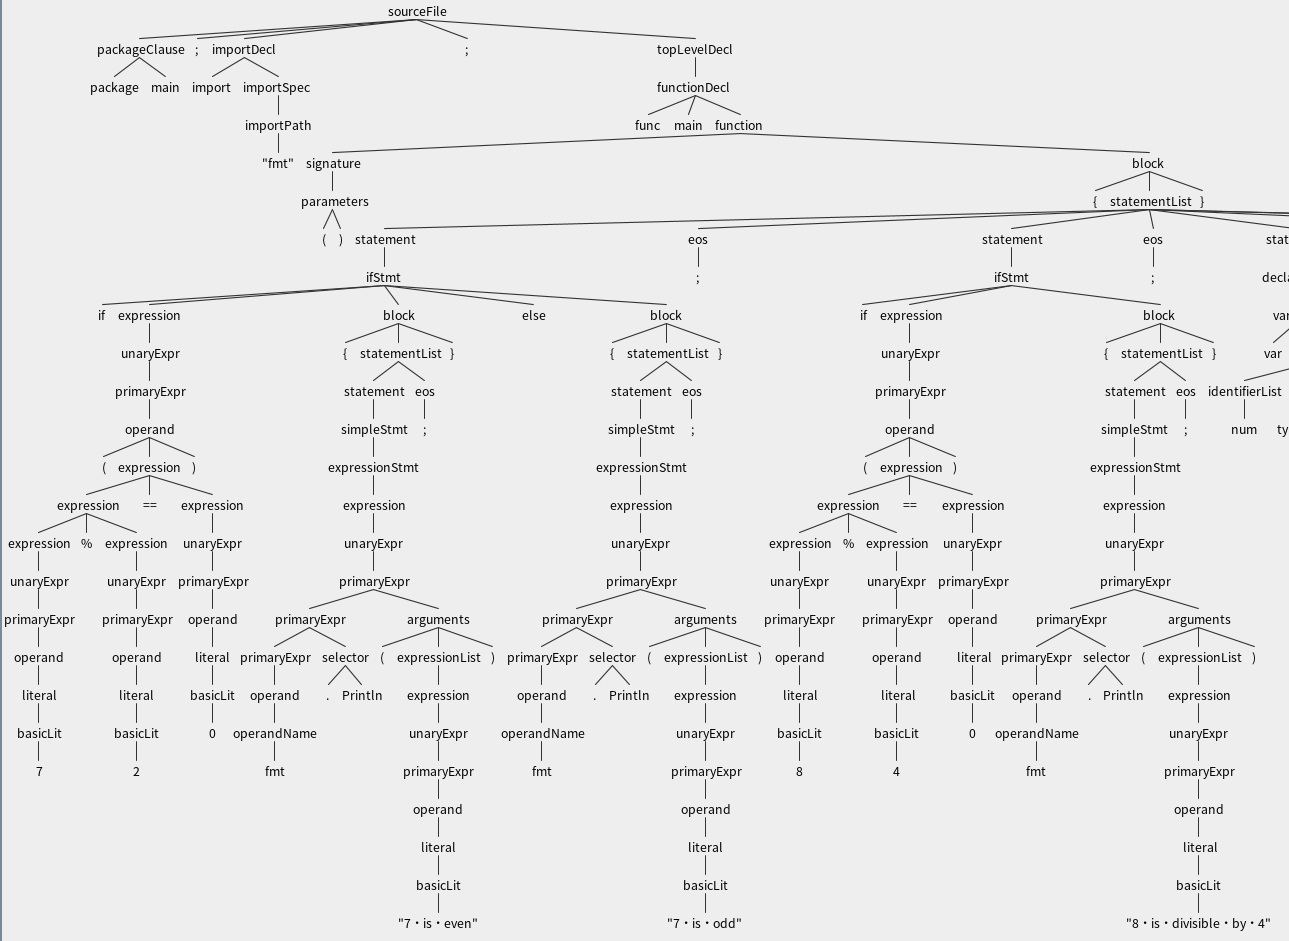 sourceFile
packageClause ; importDecl ; topLevelDecl
package main import importSpec functionDecl
importPath func main function
"fmt" signature block
parameters { statementList }
( ) statement eos statement eos stat
ifStmt ; ifStmt ; decla
if expression block else block if expression block var
unaryExpr { statementList } { statementList } unaryExpr { statementList } var
primaryExpr statement eos statement eos primaryExpr statement eos identifierList
operand simpleStmt ; simpleStmt ; operand simpleStmt ; num ty
( expression ) expressionStmt expressionStmt ( expression ) expressionStmt
expression == expression expression expression expression == expression expression
expression % expression unaryExpr unaryExpr unaryExpr expression % expression unaryExpr unaryExpr
unaryExpr unaryExpr primaryExpr primaryExpr primaryExpr unaryExpr unaryExpr primaryExpr primaryExpr
primaryExpr primaryExpr operand primaryExpr arguments primaryExpr arguments primaryExpr primaryExpr operand primaryExpr arguments
operand operand literal primaryExpr selector ( expressionList ) primaryExpr selector ( expressionList ) operand operand literal primaryExpr selector ( expressionList )
literal literal basicLit operand . Println expression operand . Println expression literal literal basicLit operand . Println expression
basicLit basicLit 0 operandName unaryExpr operandName unaryExpr basicLit basicLit 0 operandName unaryExpr
7 2 fmt primaryExpr fmt primaryExpr 8 4 fmt primaryExpr
operand operand operand
literal literal literal
basicLit basicLit basicLit
"7·is·even" "7·is·odd" "8·is·divisible·by·4"